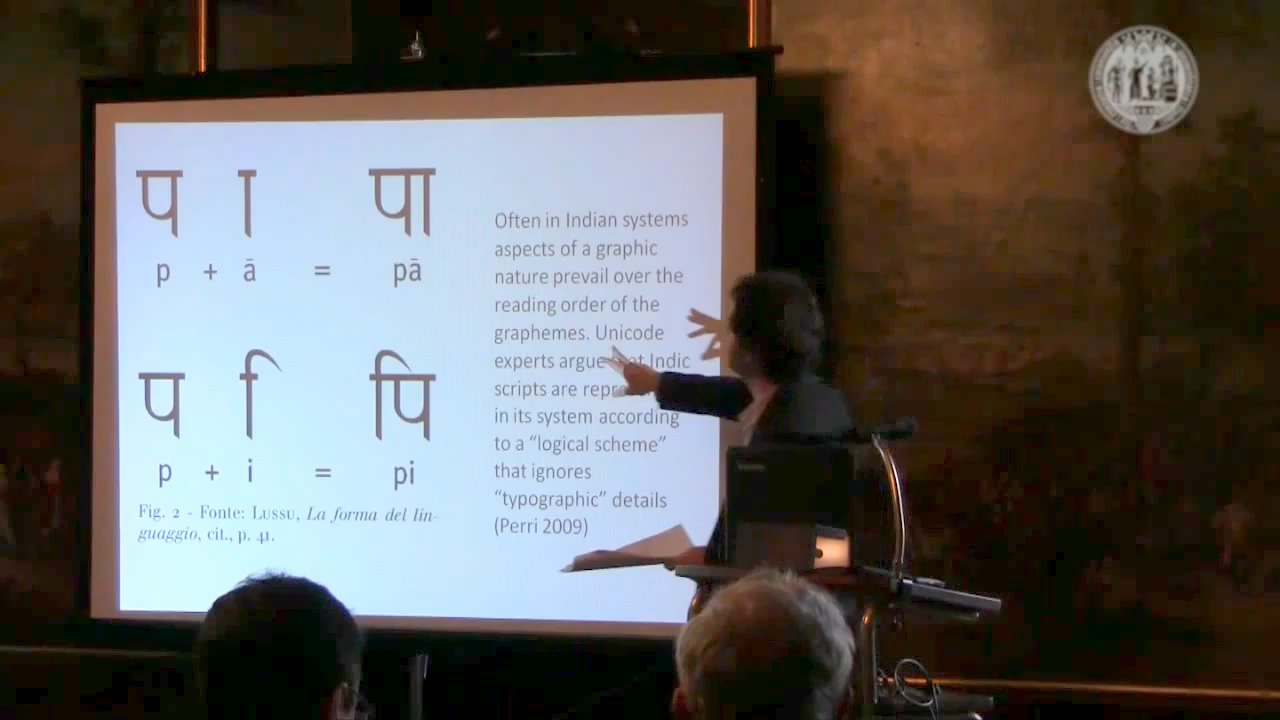 प ा पा
p + ā = pā
प ि पि
p + i = pi
Fig. 2 - Fonte: Lussu, La forma del lin-
guaggio, cit., p. 41.
Often in Indian systems
aspects of a graphic
nature prevail over the
reading order of the
graphemes. Unicode
experts argue Indic
scripts are
in its system according
to a “logical scheme”
that ignores
“typographic” details
(Perri 2009)